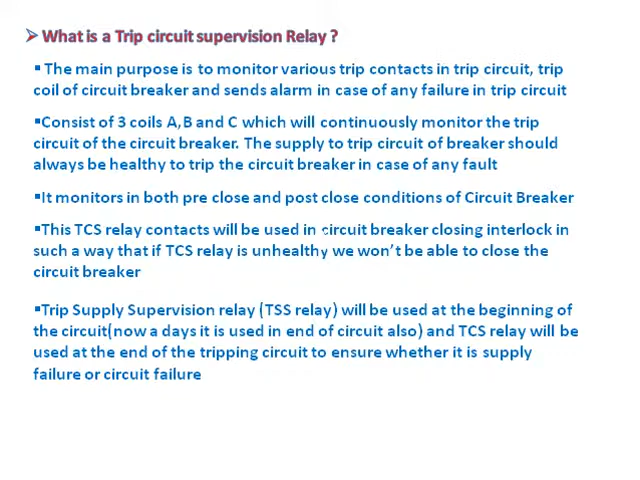 ➢ What is a Trip circuit supervision Relay ?
▪ The main purpose is to monitor various trip contacts in trip circuit, trip
coil of circuit breaker and sends alarm in case of any failure in trip circuit
▪Consist of 3 coils A,B and C which will continuously monitor the trip
circuit of the circuit breaker. The supply to trip circuit of breaker should
always be healthy to trip the circuit breaker in case of any fault
▪It monitors in both pre close and post close conditions of Circuit Breaker
▪This TCS relay contacts will be used in circuit breaker closing interlock in
such a way that if TCS relay is unhealthy we won't be able to close the
circuit breaker
▪Trip Supply Supervision relay (TSS relay) will be used at the beginning of
the circuit(now a days it is used in end of circuit also) and TCS relay will be
used at the end of the tripping circuit to ensure whether it is supply
failure or circuit failure